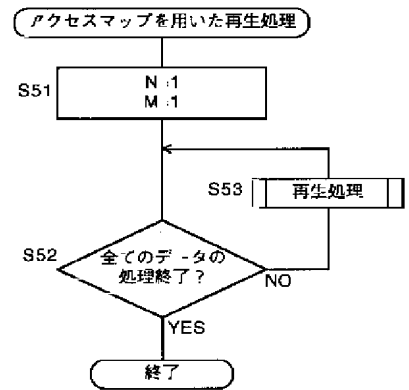 アクセスマップを用いた再生処理
S51
N:1
M:1
S53
再生処理
S52
全てのデータの
処理終了?
NO
YES
終了